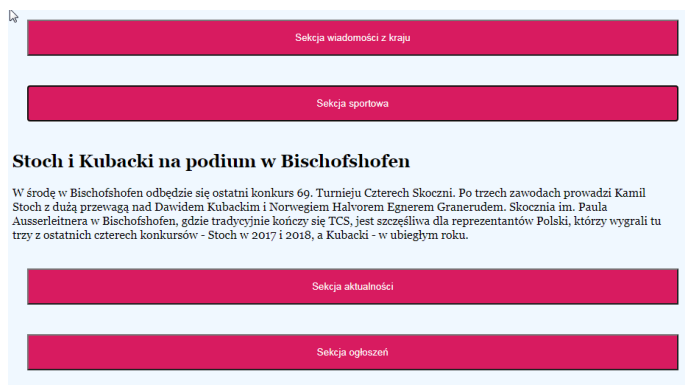 Sekcja wiadomości z kraju
Sekcja sportowa
Stoch i Kubacki na podium w Bischofshofen
W środę w Bischofshofen odbędzie się ostatni konkurs 69. Turnieju Czterech Skoczni. Po trzech zawodach prowadzi Kamil
Stoch z dużą przewagą nad Dawidem Kubackim i Norwegiem Halvorem Egnerem Granerudem. Skocznia im. Paula
Ausserleitnera w Bischofshofen, gdzie tradycyjnie kończy się TCS, jest szczęśliwa dla reprezentantów Polski, którzy wygrali tu
trzy z ostatnich czterech konkursów - Stoch w 2017 i 2018, a Kubacki - w ubiegłym roku.
Sekcja aktualności
Sekcja ogłoszeń